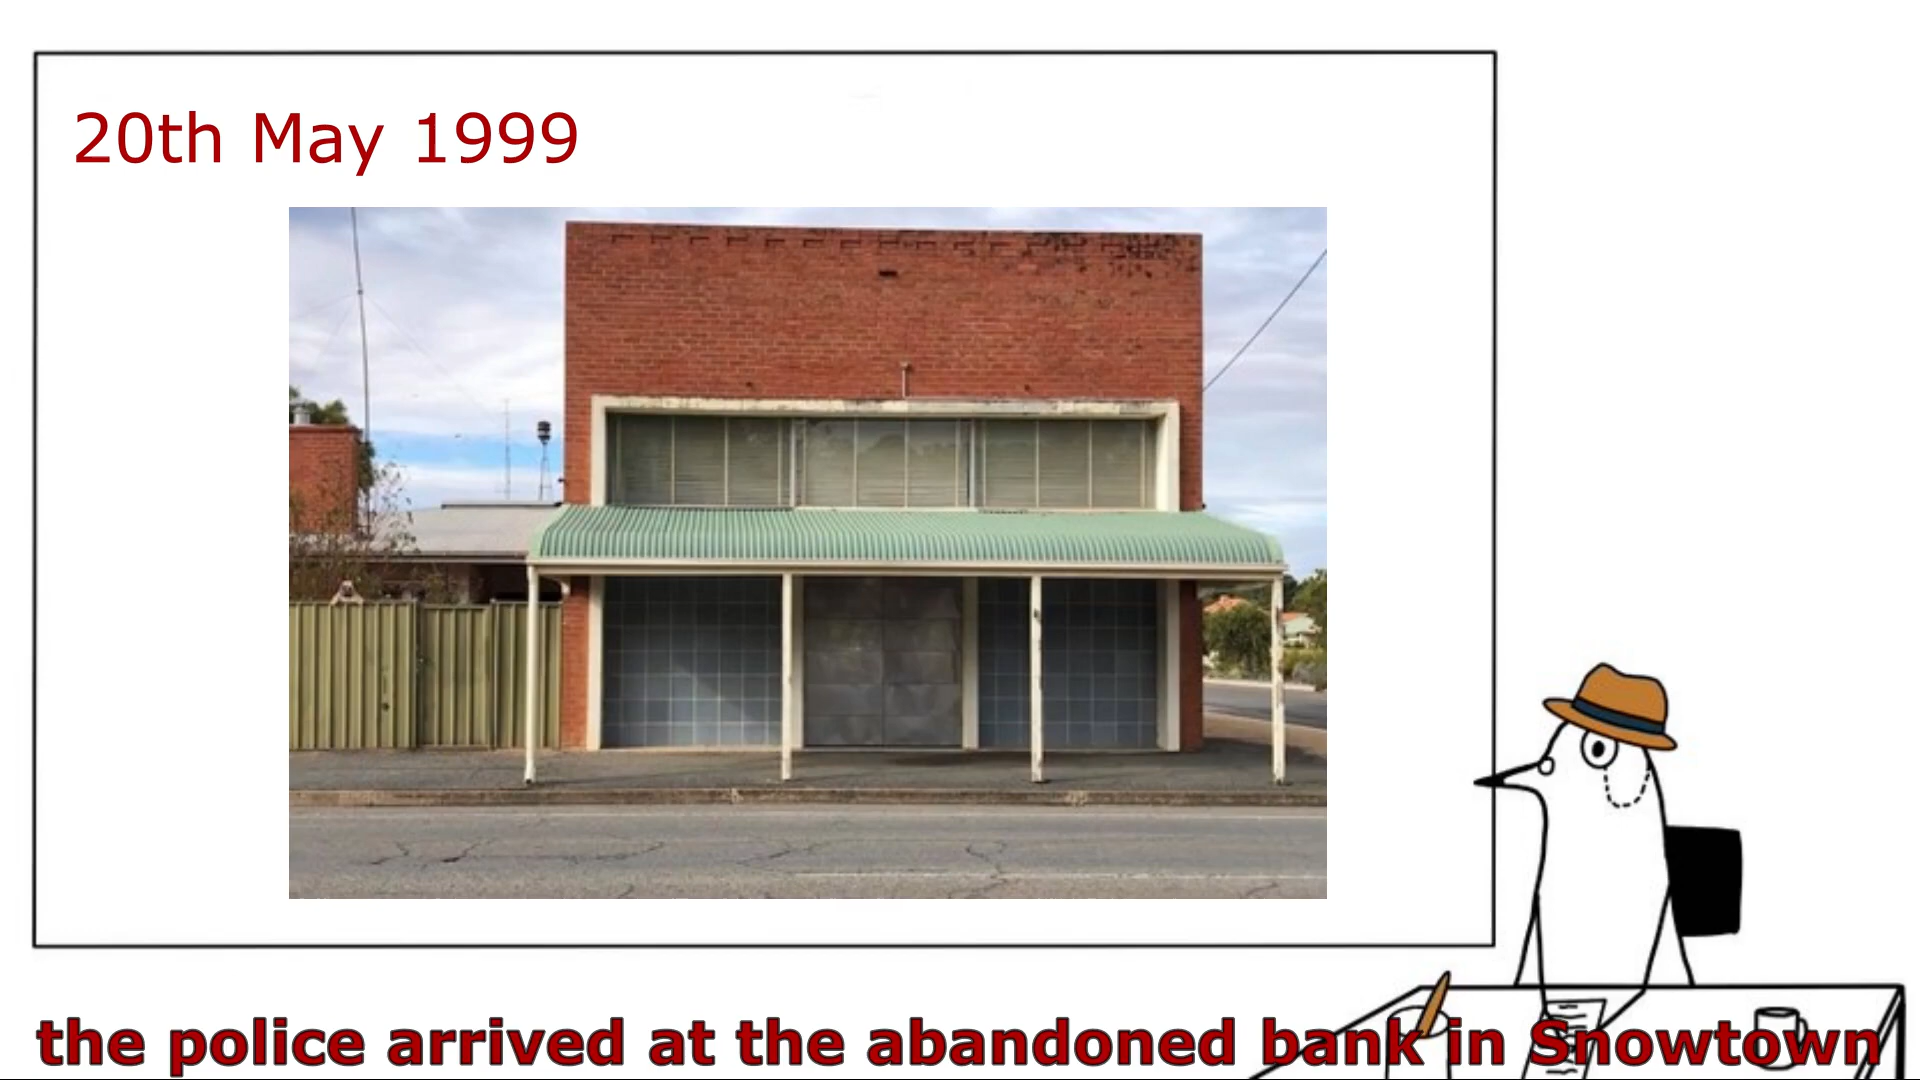 20th May 1999
the police arrived at the abandoned bank in Snowtown